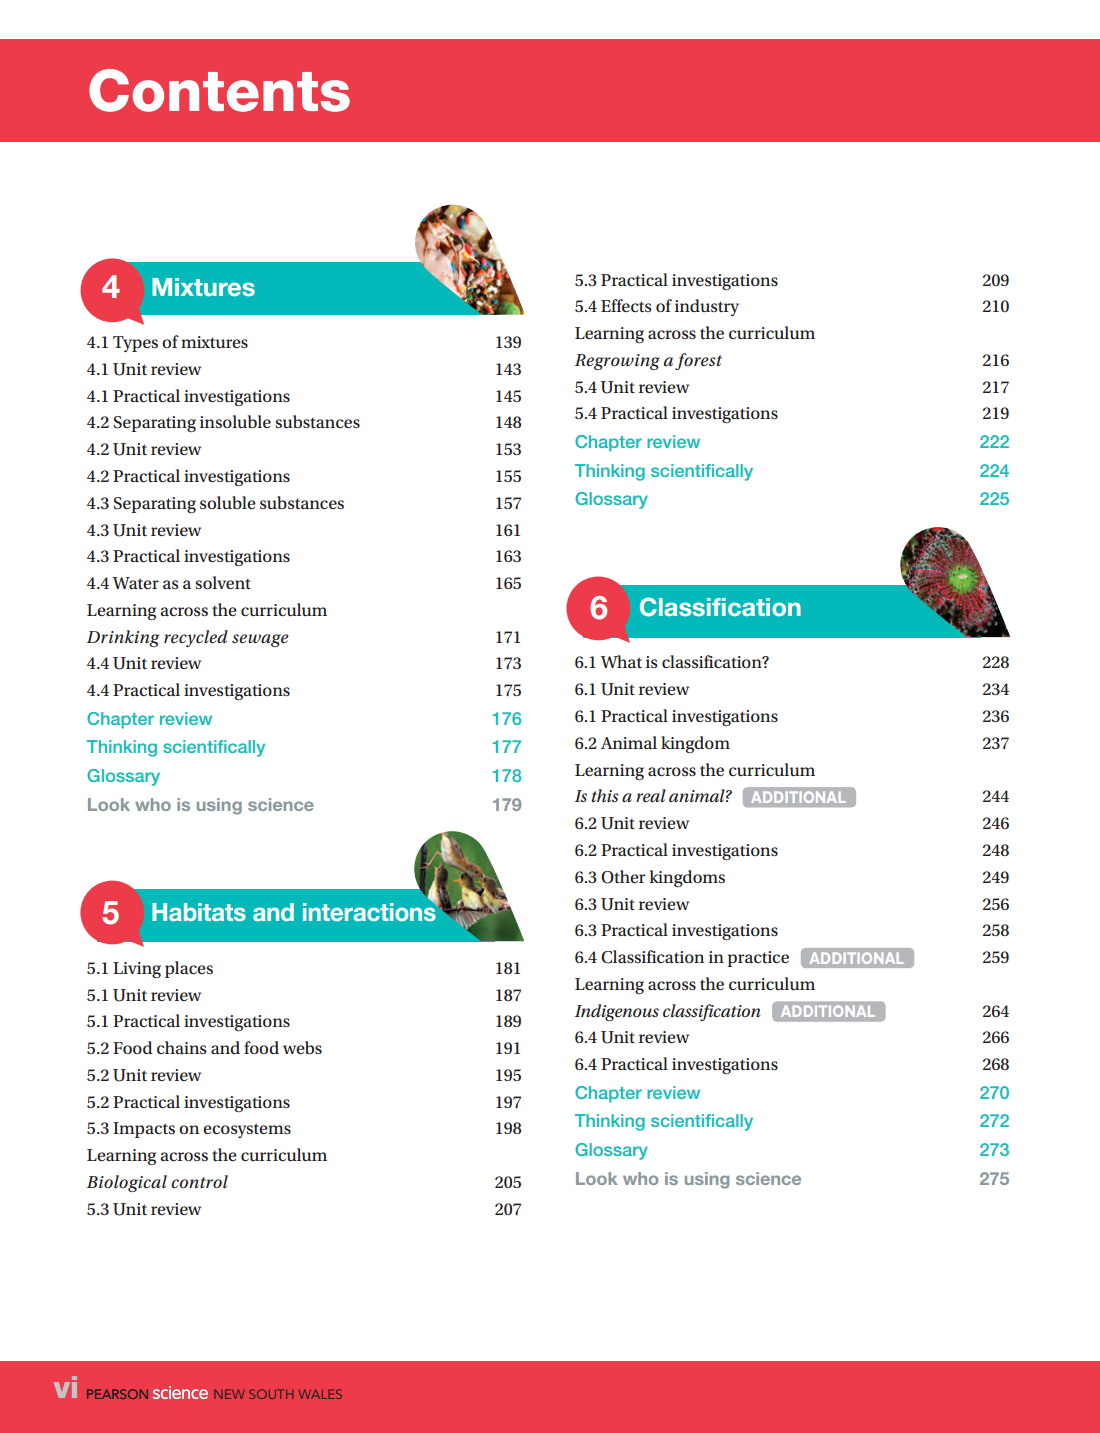 Contents
4 Mixtures
4.1 Types of mixtures 139
4.1 Unit review 143
4.1 Practical investigations 145
4.2 Separating insoluble substances 148
4.2 Unit review 153
4.2 Practical investigations 155
4.3 Separating soluble substances 157
4.3 Unit review 161
4.3 Practical investigations 163
4.4 Water as a solvent 165
Learning across the curriculum
Drinking recycled sewage 171
4.4 Unit review 173
4.4 Practical investigations 175
Chapter review 176
Thinking scientifically 177
Glossary 178
Look who is using science 179
5 Habitats and interactions
5.1 Living places 181
5.1 Unit review 187
5.1 Practical investigations 189
5.2 Food chains and food webs 191
5.2 Unit review 195
5.2 Practical investigations 197
5.3 Impacts on ecosystems 198
Learning across the curriculum
Biological control 205
5.3 Unit review 207
5.3 Practical investigations 209
5.4 Effects of industry 210
Learning across the curriculum
Regrowing a forest 216
5.4 Unit review 217
5.4 Practical investigations 219
Chapter review 222
Thinking scientifically 224
Glossary 225
6 Classification
6.1 What is classification? 228
6.1 Unit review 234
6.1 Practical investigations 236
6.2 Animal kingdom 237
Learning across the curriculum
Is this a real animal? ADDITIONAL 244
6.2 Unit review 246
6.2 Practical investigations 248
6.3 Other kingdoms 249
6.3 Unit review 256
6.3 Practical investigations 258
6.4 Classification in practice ADDITIONAL 259
Learning across the curriculum
Indigenous classification ADDITIONAL 264
6.4 Unit review 266
6.4 Practical investigations 268
Chapter review 270
Thinking scientifically 272
Glossary 273
Look who is using science 275
vi PEARSON science NEW SOUTH WALES